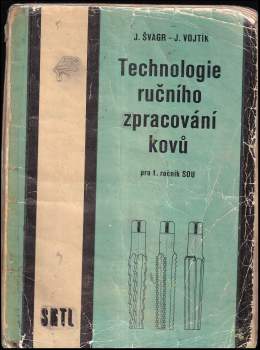 J. ŠVAGR - J. VOJTÍK
Technologie
ručního
zpracování
kovů
pro 1. ročník SOU
SNTL